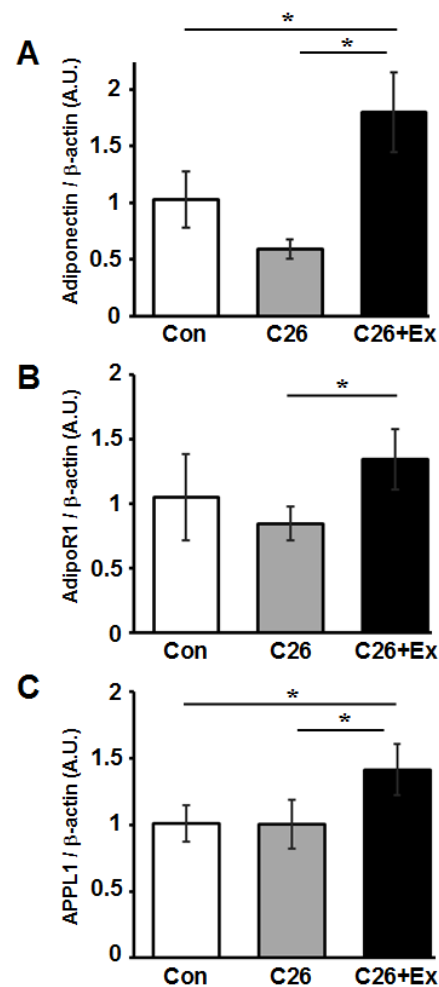 *
*
A
Adiponectin / β-actin (A.U.)
2
1.5
1
0.5
0
Con C26 C26+Ex
B
*
AdipoR1 / β-actin (A.U.)
2
1.5
1
0.5
0
Con C26 C26+Ex
C
*
*
APPL1 / β-actin (A.U.)
2
1.5
1
0.5
0
Con C26 C26+Ex